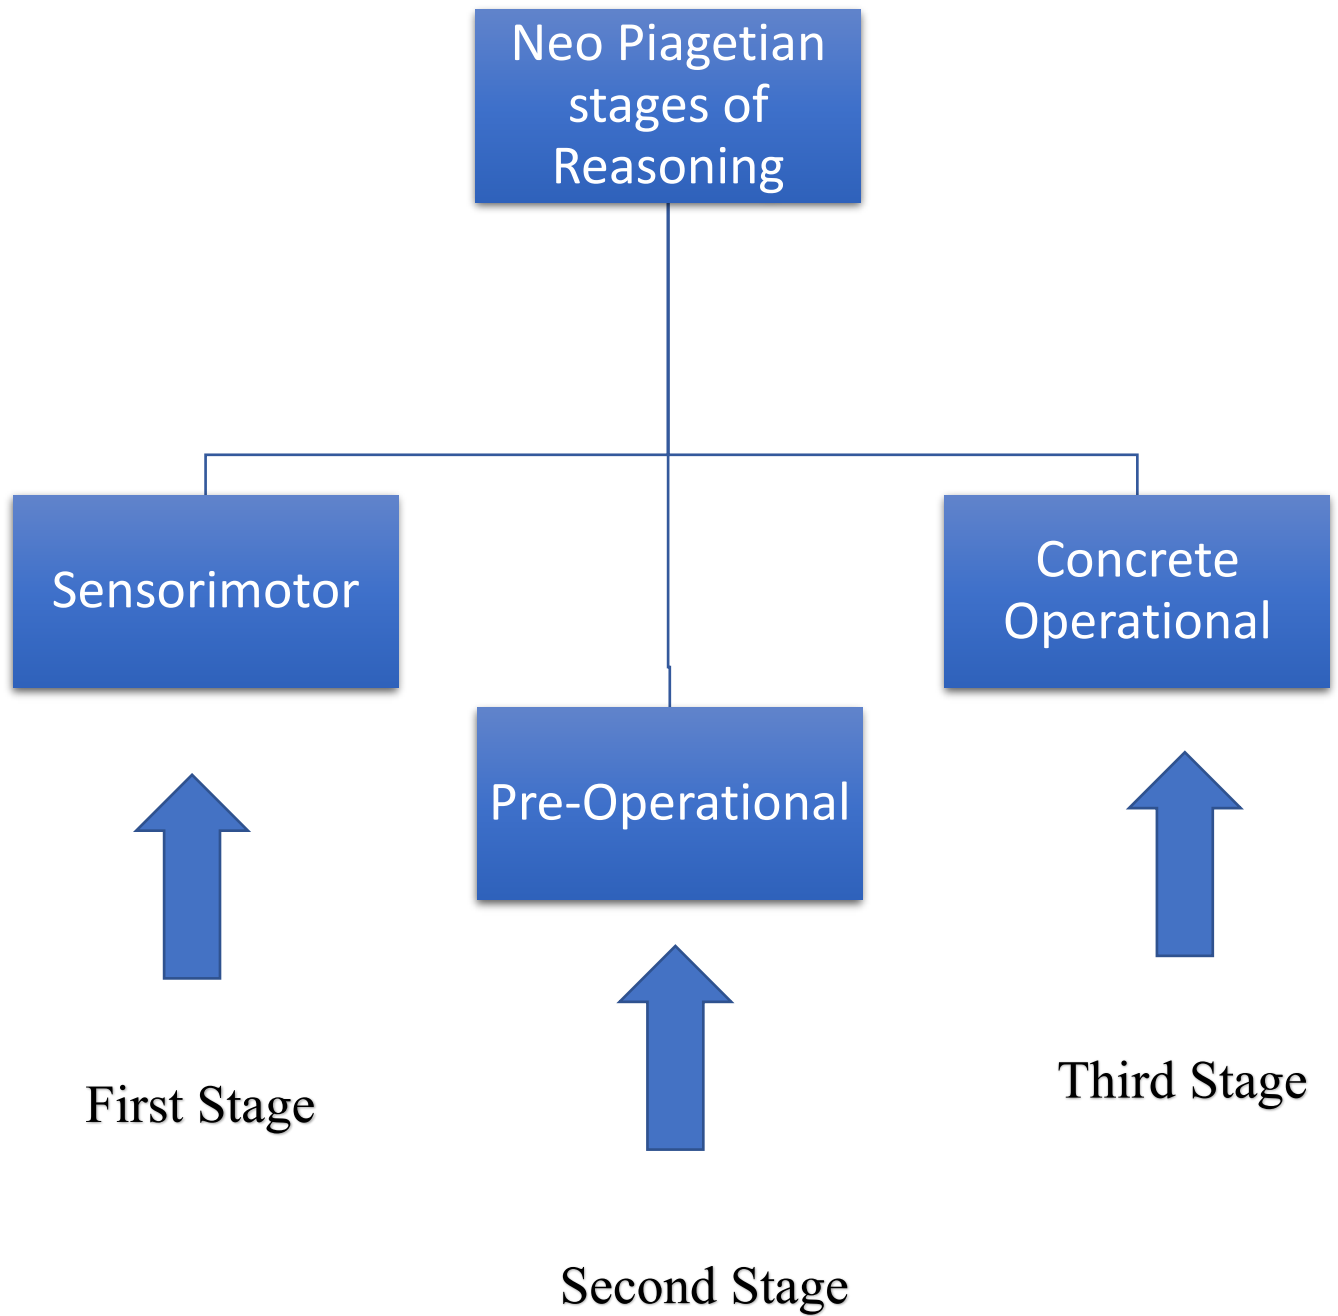 Neo Piagetian
stages of
Reasoning
Sensorimotor
Concrete
Operational
Pre-Operational
First Stage
Third Stage
Second Stage